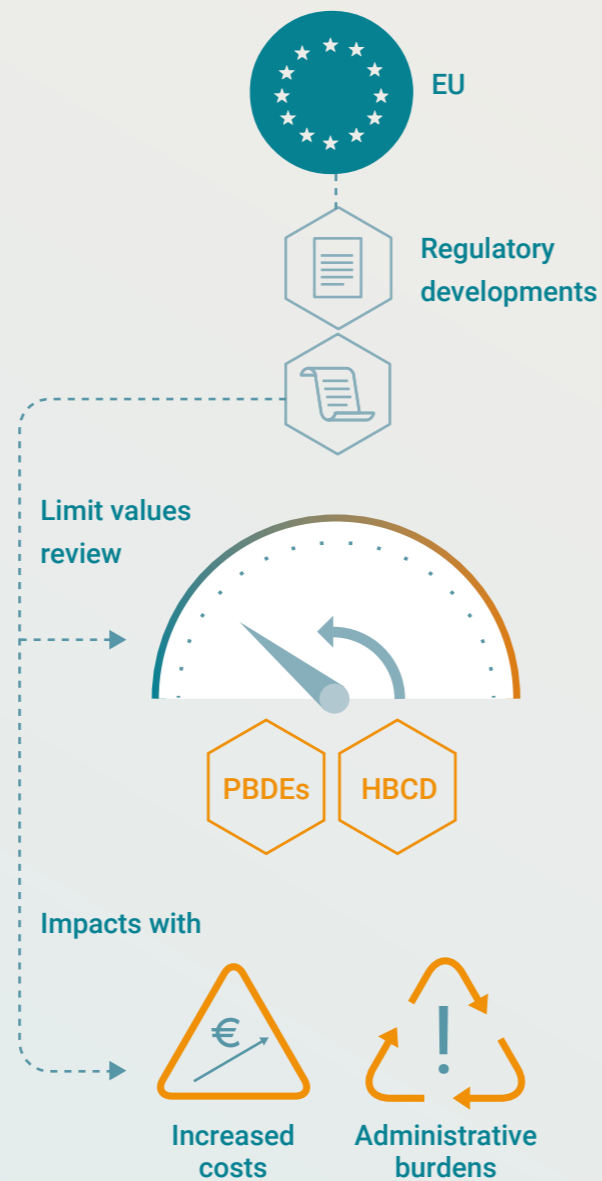 EU
Regulatory
developments
Limit values
review
PBDEs
HBCD
Impacts with
€
!
Increased
costs
Administrative
burdens